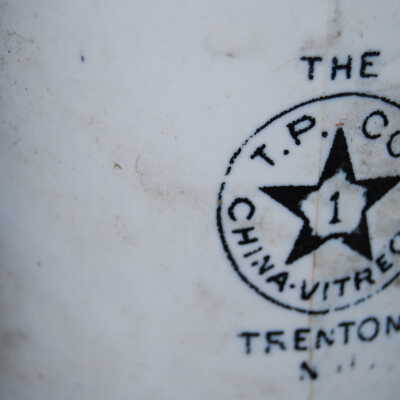 THE
T.P. CO
1
CHINA·VITREO
TRENTON
N